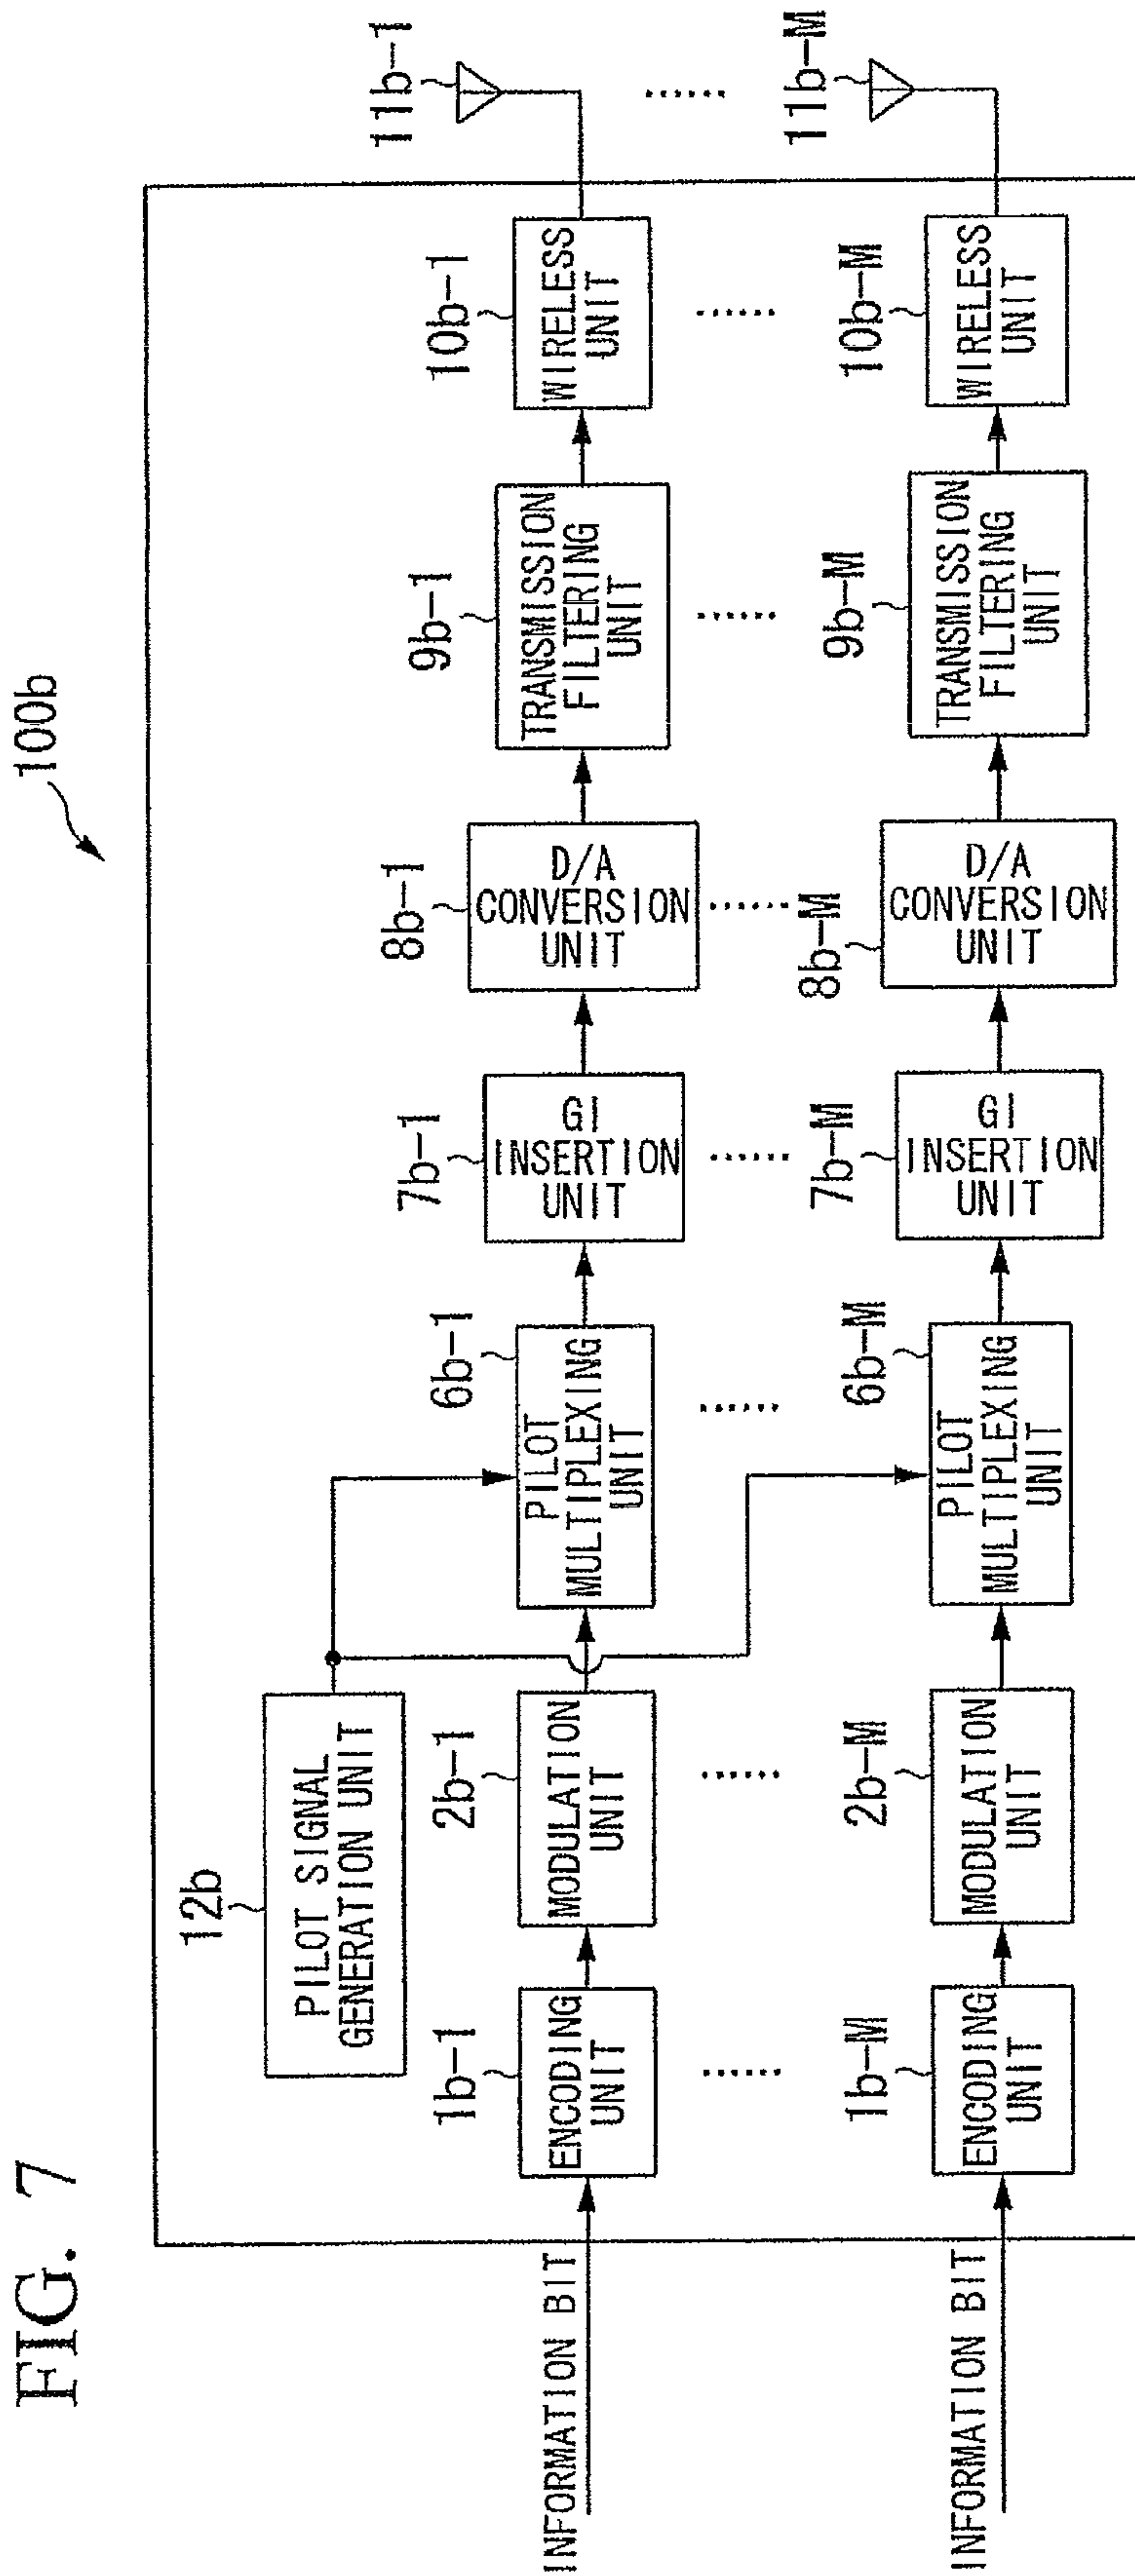 FIG. 7
100b
12b
PILOT SIGNAL
GENERATION UNIT
INFORMATION BIT
1b-1
ENCODING
UNIT
2b-1
MODULATION
UNIT
6b-1
PILOT
MULTIPLEXING
UNIT
7b-1
GI
INSERTION
UNIT
8b-1
D/A
CONVERSION
UNIT
9b-1
TRANSMISSION
FILTERING
UNIT
10b-1
WIRELESS
UNIT
11b-1
INFORMATION BIT
1b-M
ENCODING
UNIT
2b-M
MODULATION
UNIT
6b-M
PILOT
MULTIPLEXING
UNIT
7b-M
GI
INSERTION
UNIT
8b-M
D/A
CONVERSION
UNIT
9b-M
TRANSMISSION
FILTERING
UNIT
10b-M
WIRELESS
UNIT
11b-M